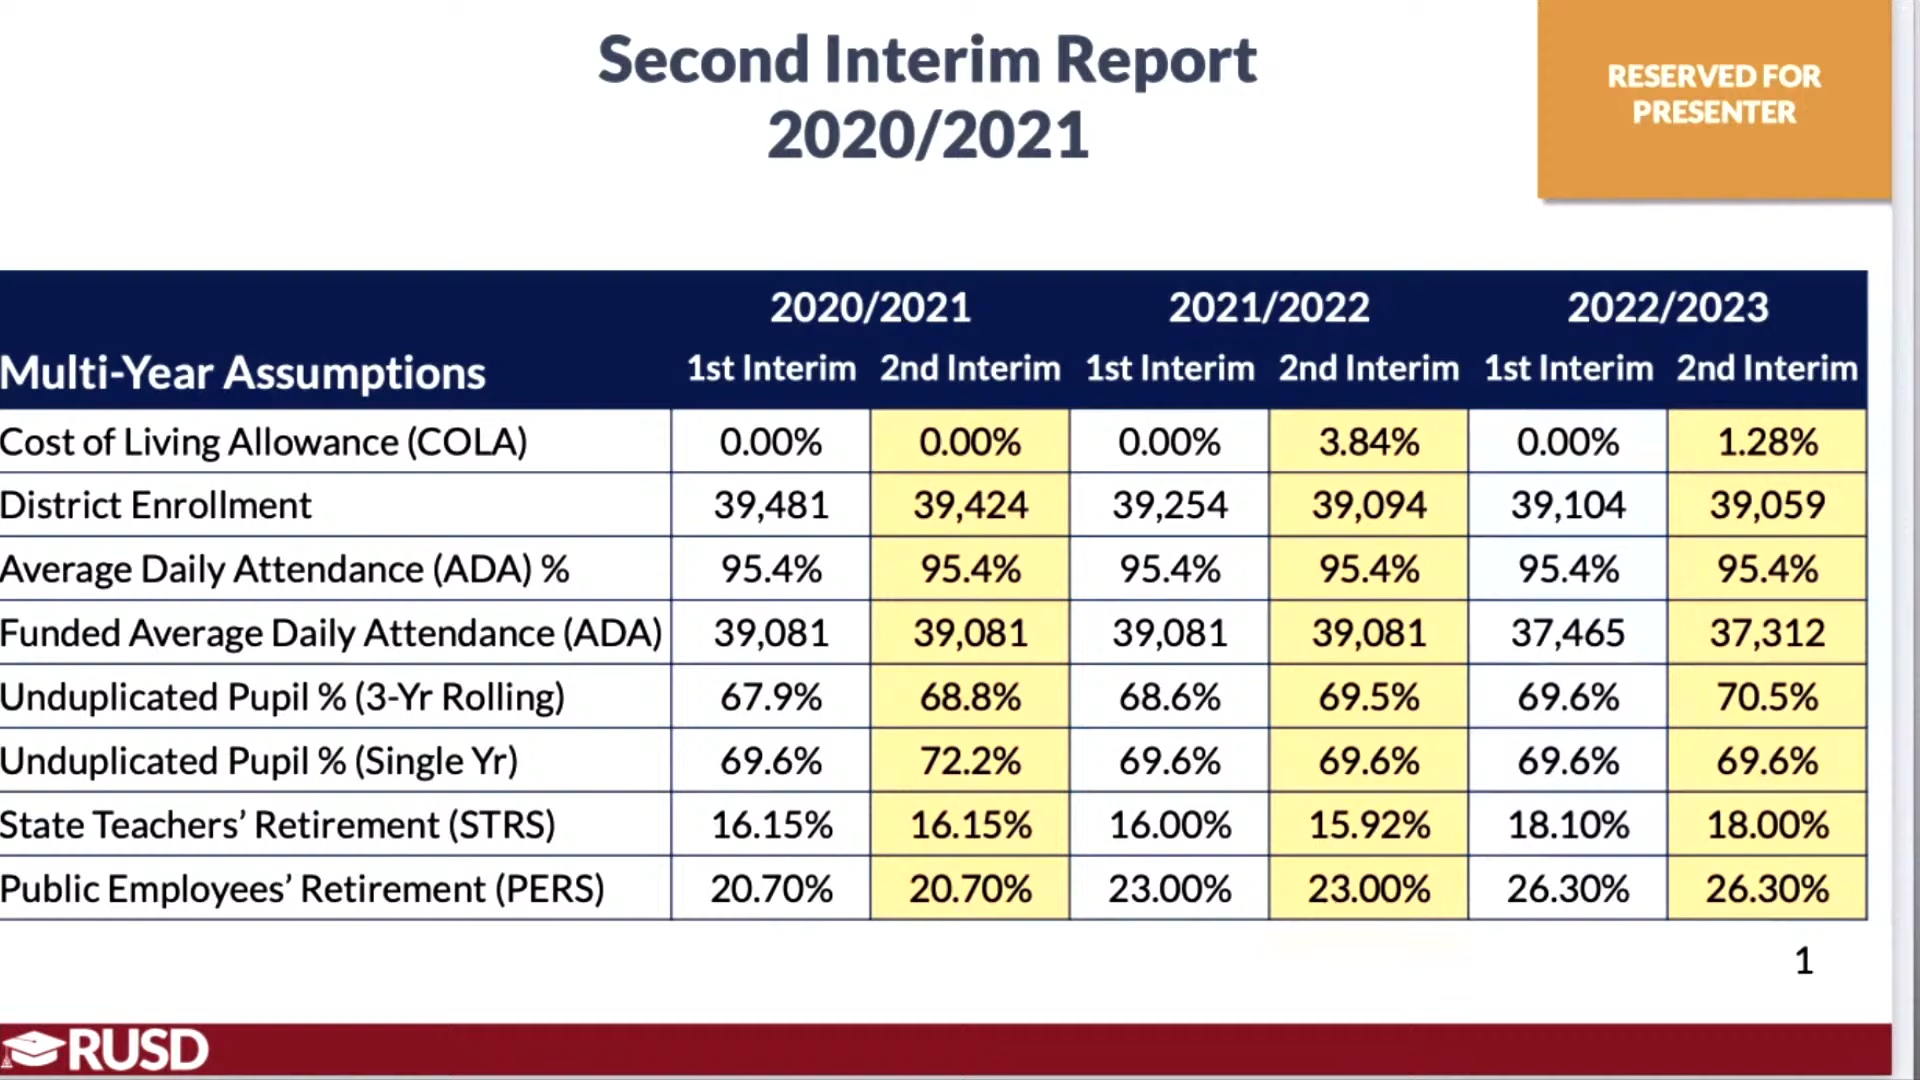 Second Interim Report
2020/2021
RESERVED FOR
PRESENTER
2020/2021 2021/2022 2022/2023
Multi-Year Assumptions 1st Interim 2nd Interim 1st Interim 2nd Interim 1st Interim 2nd Interim
Cost of Living Allowance (COLA) 0.00% 0.00% 0.00% 3.84% 0.00% 1.28%
District Enrollment 39,481 39,424 39,254 39,094 39,104 39,059
Average Daily Attendance (ADA) % 95.4% 95.4% 95.4% 95.4% 95.4% 95.4%
Funded Average Daily Attendance (ADA) 39,081 39,081 39,081 39,081 37,465 37,312
Unduplicated Pupil % (3-Yr Rolling) 67.9% 68.8% 68.6% 69.5% 69.6% 70.5%
Unduplicated Pupil % (Single Yr) 69.6% 72.2% 69.6% 69.6% 69.6% 69.6%
State Teachers’ Retirement (STRS) 16.15% 16.15% 16.00% 15.92% 18.10% 18.00%
Public Employees’ Retirement (PERS) 20.70% 20.70% 23.00% 23.00% 26.30% 26.30%
1
RUSD